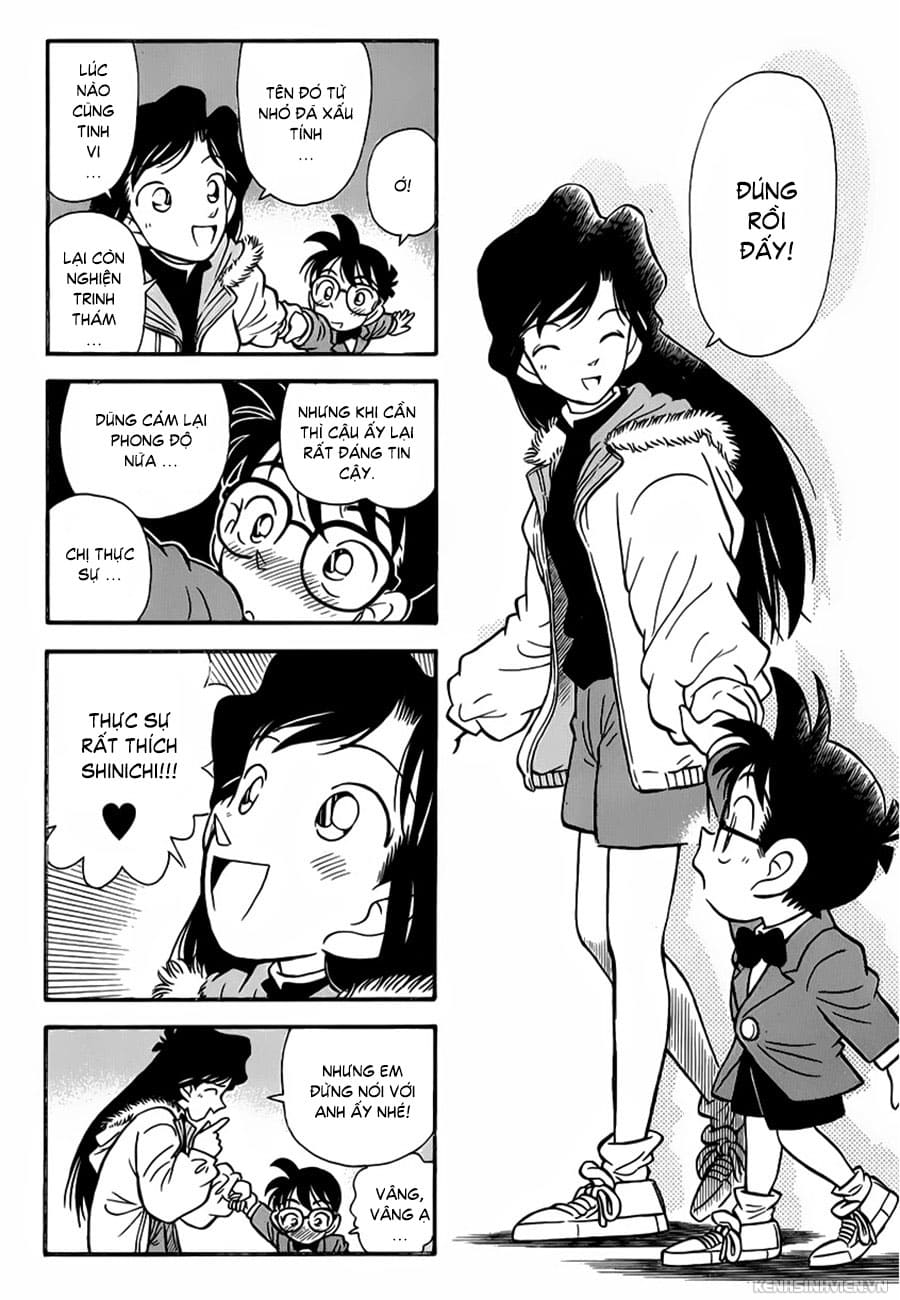 ĐÚNG
RỒI
ĐẤY!
TÊN ĐÓ TỪ
NHỎ ĐÃ XẤU
TÍNH
...
Ớ!
LÚC
NÀO
CŨNG
TINH
VI
...
LẠI CÒN
NGHIỆN
TRINH
THÁM
...
NHƯNG KHI CẦN
THÌ CẬU ẤY LẠI
RẤT ĐÁNG TIN
CẬY.
DŨNG CẢM LẠI
PHONG ĐỘ
NỮA ...
CHỊ THỰC
SỰ ...
THỰC SỰ
RẤT THÍCH
SHINICHI!!!
♥
NHƯNG EM
ĐỪNG NÓI VỚI
ANH ẤY NHÉ!
VÂNG,
VÂNG Ạ
...
KENHSINHVIEN.VN